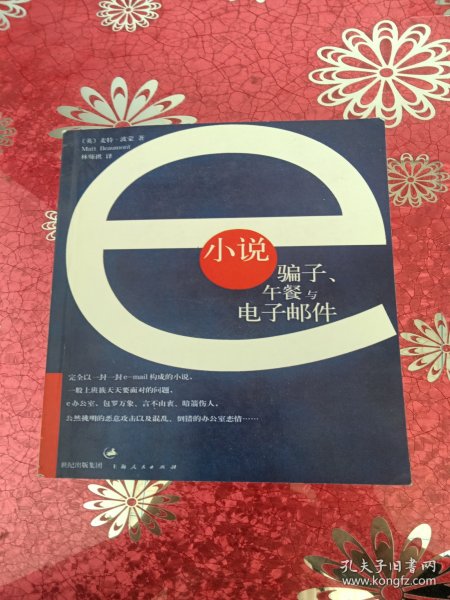 〔英〕麦特·波蒙 著
Matt Beaumont
林师祺 译
e
小说
骗子、
午餐与
电子邮件
完全以一封一封e-mail构成的小说。
一般上班族天天要面对的问题。
e办公室,包罗万象、言不由衷、暗箭伤人。
公然挑明的恶意攻击以及混乱、倒错的办公室恋情……
世纪出版集团 上海人民出版社
孔夫子旧书网
www.kongfz.com